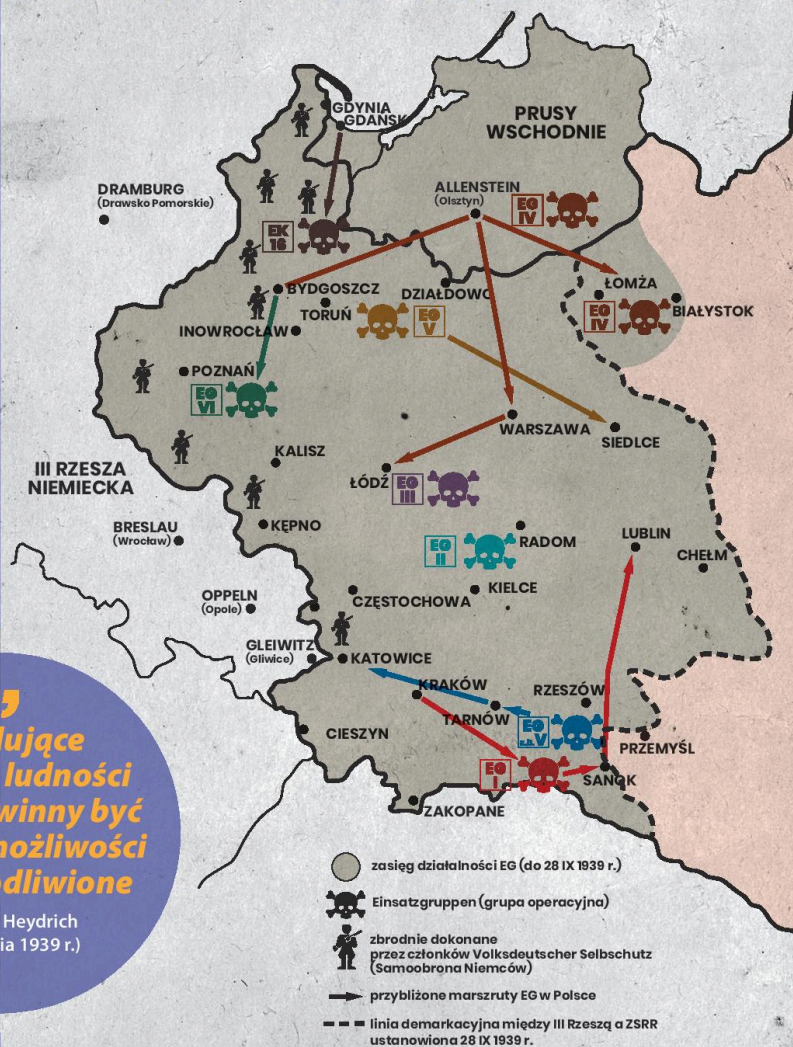 GDYNIA
GDAŃSK
PRUSY
WSCHODNIE
DRAMBURG
(Drawsko Pomorskie)
ALLENSTEIN
(Olsztyn)
EG
IV
EK
16
BYDGOSZCZ
TORUŃ
DZIAŁDOWO
ŁOMŻA
EG
IV
BIAŁYSTOK
INOWROCŁAW
EG
V
POZNAŃ
EG
VI
WARSZAWA
SIEDLCE
III RZESZA
NIEMIECKA
KALISZ
ŁÓDŹ
EG
III
BRESLAU
(Wrocław)
KĘPNO
EG
II
RADOM
LUBLIN
CHEŁM
OPPELN
(Opole)
CZĘSTOCHOWA
KIELCE
GLEIWITZ
(Gliwice)
KATOWICE
KRAKÓW
TARNÓW
RZESZÓW
EG
z.b.V
CIESZYN
PRZEMYŚL
EG
I
SANOK
ZAKOPANE
lujące
ludności
winny być
możliwości
dliwione
Heydrich
ia 1939 r.)
zasięg działalności EG (do 28 IX 1939 r.)
Einsatzgruppen (grupa operacyjna)
zbrodnie dokonane
przez członków Volksdeutscher Selbschutz
(Samoobrona Niemców)
przybliżone marszruty EG w Polsce
linia demarkacyjna między III Rzeszą a ZSRR
ustanowiona 28 IX 1939 r.